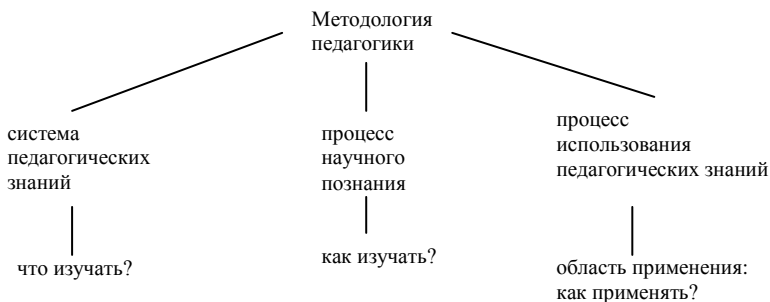 Методология
педагогики
система
педагогических
знаний
процесс
научного
познания
процесс
использования
педагогических знаний
что изучать?
как изучать?
область применения:
как применять?